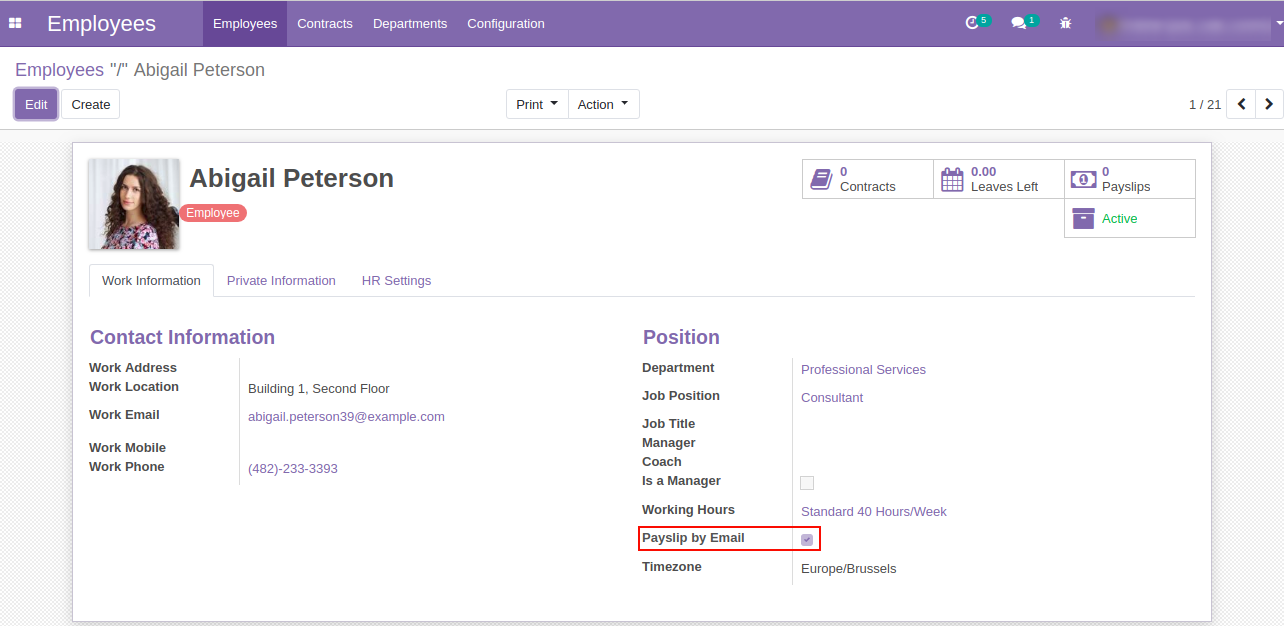 Employees Employees Contracts Departments Configuration 5 1
Employees "/" Abigail Peterson
Edit Create Print Action 1 / 21
Abigail Peterson
Employee
0
Contracts
0.00
Leaves Left
0
Payslips
Active
Work Information Private Information HR Settings
Contact Information
Work Address
Work Location Building 1, Second Floor
Work Email abigail.peterson39@example.com
Work Mobile
Work Phone (482)-233-3393
Position
Department Professional Services
Job Position Consultant
Job Title
Manager
Coach
Is a Manager
Working Hours Standard 40 Hours/Week
Payslip by Email
Timezone Europe/Brussels